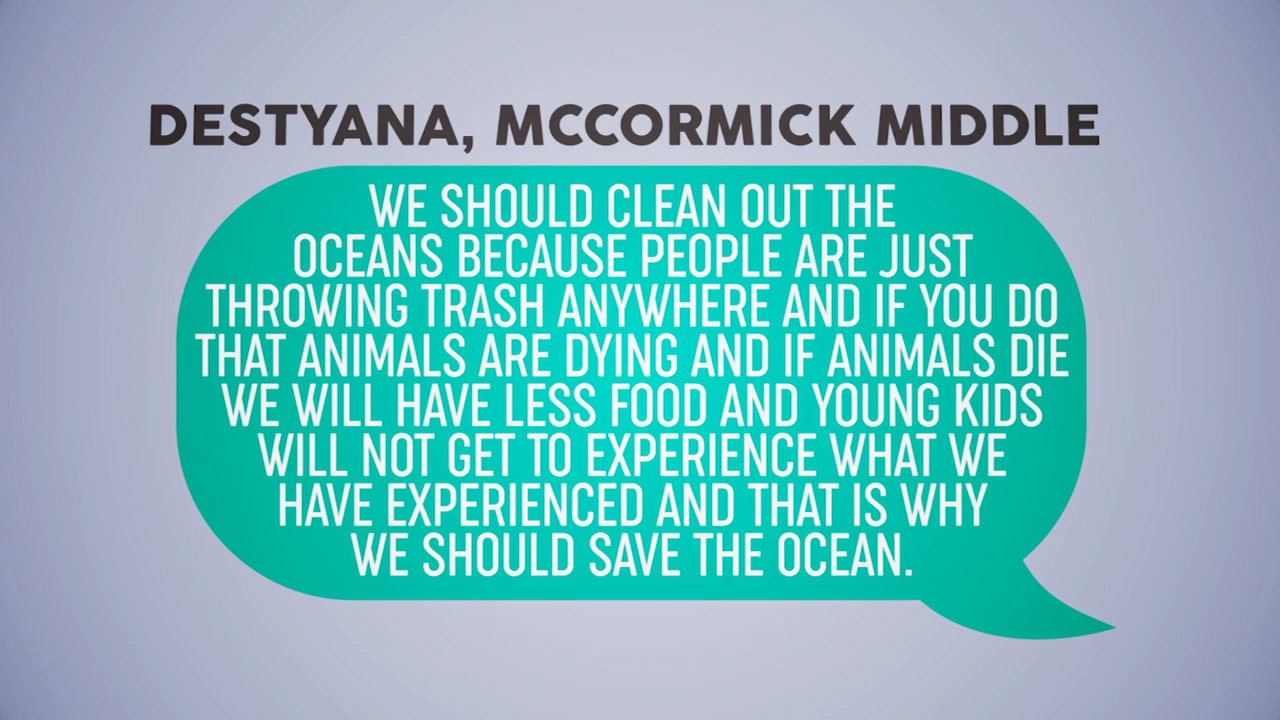 DESTYANA, MCCORMICK MIDDLE
WE SHOULD CLEAN OUT THE
OCEANS BECAUSE PEOPLE ARE JUST
THROWING TRASH ANYWHERE AND IF YOU DO
THAT ANIMALS ARE DYING AND IF ANIMALS DIE
WE WILL HAVE LESS FOOD AND YOUNG KIDS
WILL NOT GET TO EXPERIENCE WHAT WE
HAVE EXPERIENCED AND THAT IS WHY
WE SHOULD SAVE THE OCEAN.